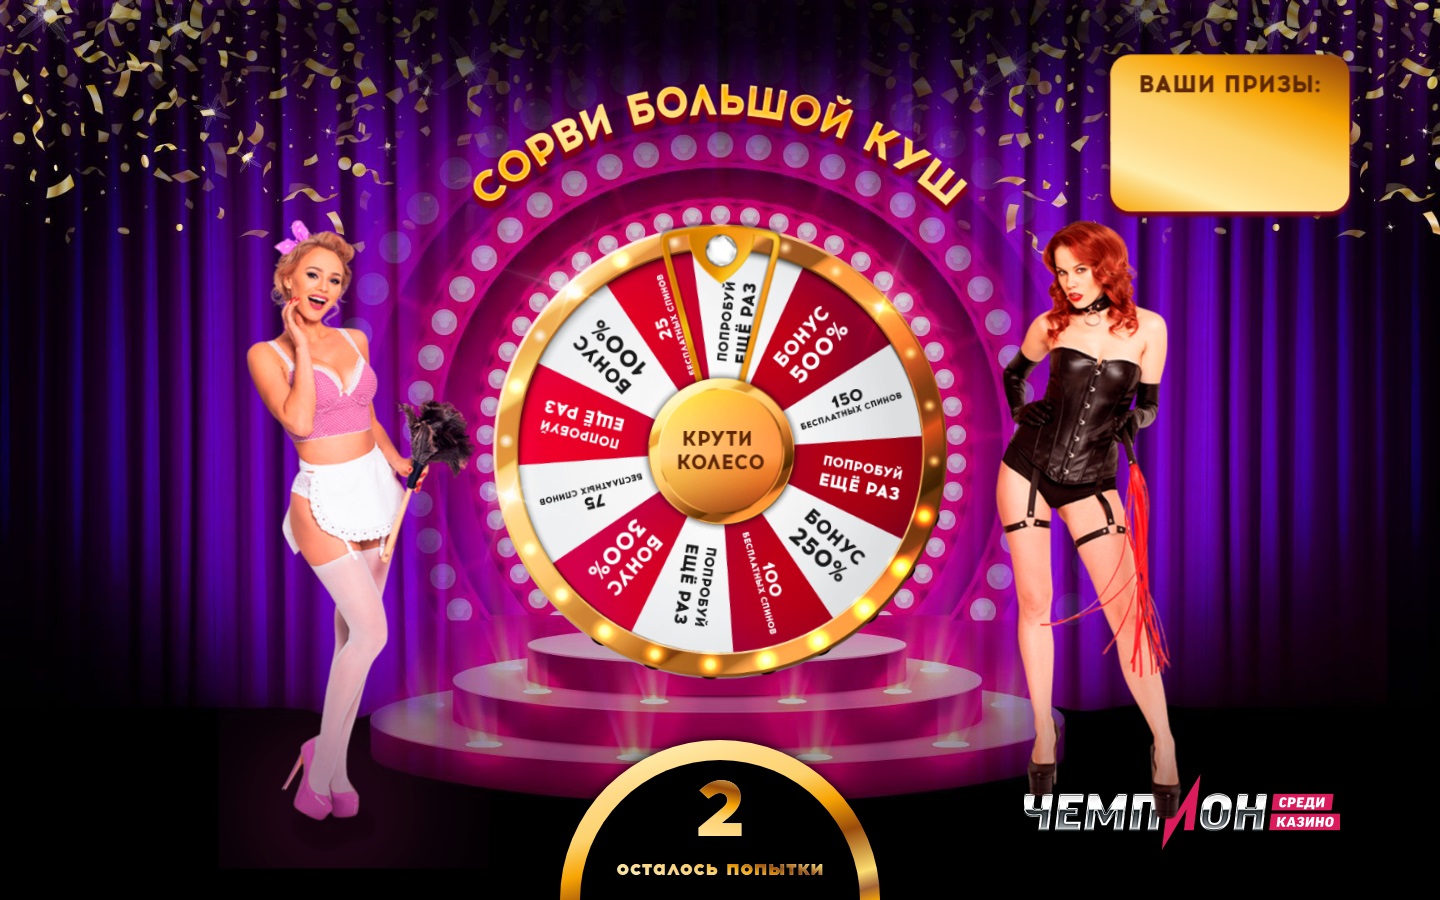 СОРВИ БОЛЬШОЙ КУШ
ВАШИ ПРИЗЫ:
ПОПРОБУЙ
ЕЩЁ РАЗ
БОНУС
500%
150
БЕСПЛАТНЫХ СПИНОВ
ПОПРОБУЙ
ЕЩЁ РАЗ
БОНУС
250%
100
БЕСПЛАТНЫХ СПИНОВ
ПОПРОБУЙ
ЕЩЁ РАЗ
БОНУС
300%
75
БЕСПЛАТНЫХ СПИНОВ
ПОПРОБУЙ
ЕЩЁ РАЗ
БОНУС
100%
25
БЕСПЛАТНЫХ СПИНОВ
КРУТИ
КОЛЕСО
2
осталось попытки
ЧЕМПИОН
СРЕДИ
КАЗИНО